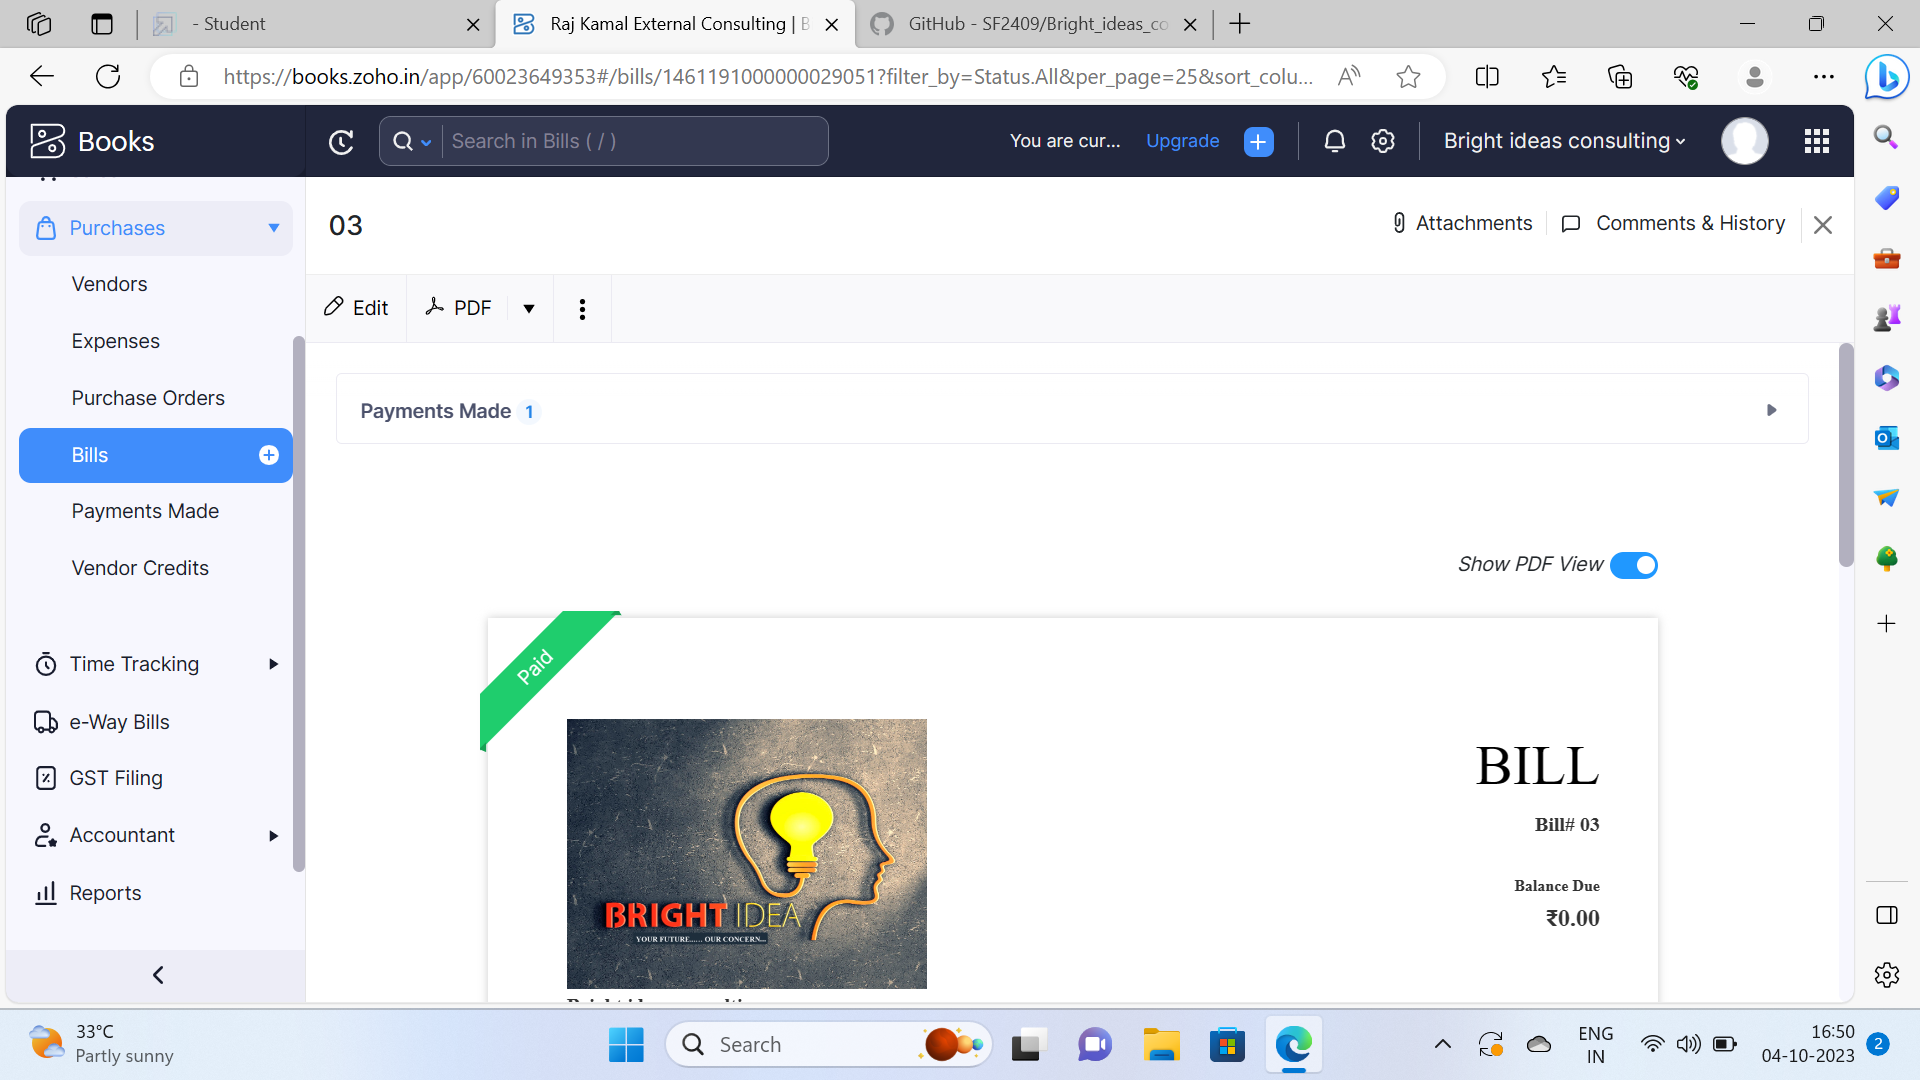 - Student
Raj Kamal External Consulting | B
GitHub - SF2409/Bright_ideas_co
https://books.zoho.in/app/60023649353#/bills/1461191000000029051?filter_by=Status.All&per_page=25&sort_colu...
Books
Search in Bills ( / )
You are cur...
Upgrade
Bright ideas consulting
Purchases
Vendors
Expenses
Purchase Orders
Bills
Payments Made
Vendor Credits
Time Tracking
e-Way Bills
GST Filing
Accountant
Reports
03
Attachments
Comments & History
Edit
PDF
Payments Made 1
Show PDF View
Paid
BRIGHT IDEA
YOUR FUTURE...... OUR CONCERN...
BILL
Bill# 03
Balance Due
₹0.00
33°C
Partly sunny
Search
ENG
IN
16:50
04-10-2023
2